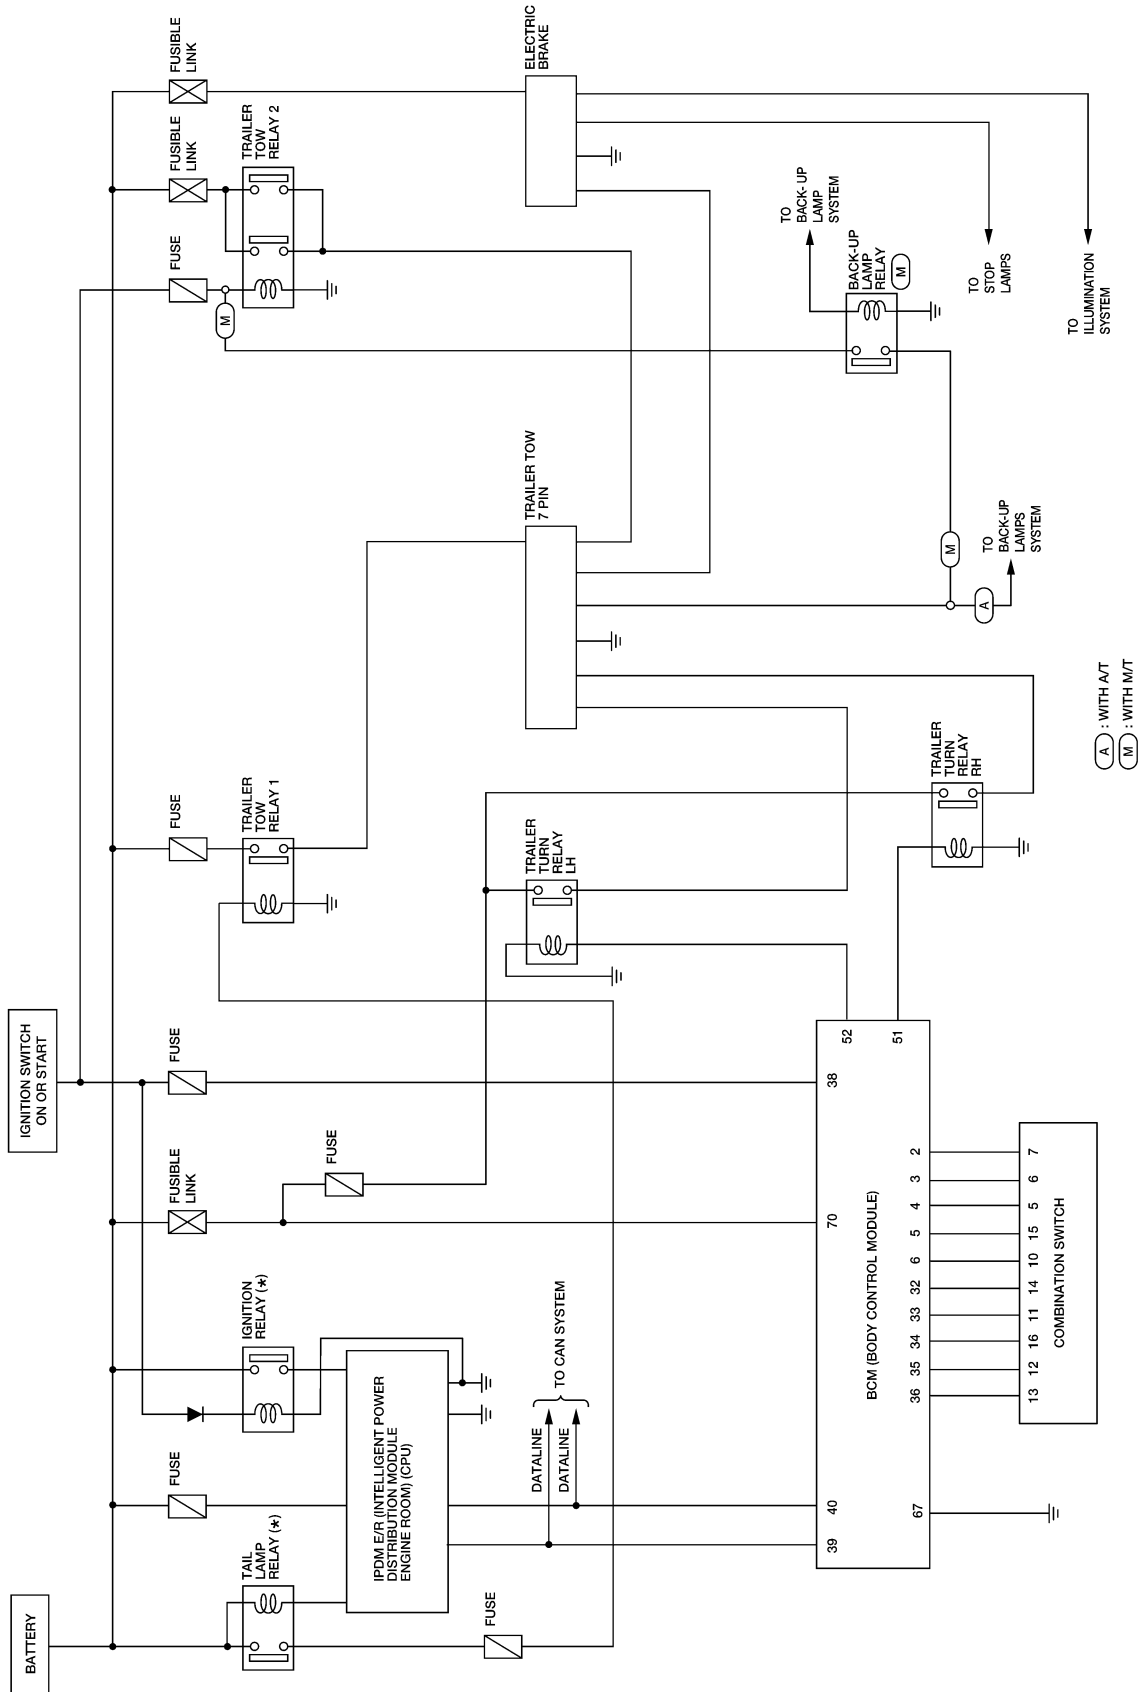 BATTERY
IGNITION SWITCH
ON OR START
TAIL
LAMP
RELAY (*)
FUSE
IGNITION
RELAY (*)
FUSIBLE
LINK
FUSE
FUSE
TRAILER
TOW
RELAY 1
FUSE
FUSIBLE
LINK
FUSIBLE
LINK
TRAILER
TOW
RELAY 2
M
FUSE
IPDM E/R (INTELLIGENT POWER
DISTRIBUTION MODULE
ENGINE ROOM) (CPU)
FUSE
DATALINE
DATALINE
TO CAN SYSTEM
TRAILER
TURN
RELAY
LH
TRAILER TOW
7 PIN
ELECTRIC
BRAKE
39
40
70
38
52
51
67
36
35
34
33
32
6
5
4
3
2
BCM (BODY CONTROL MODULE)
13
12
16
11
14
10
15
5
6
7
COMBINATION SWITCH
TRAILER
TURN
RELAY
RH
M
A
TO
BACK-UP
LAMPS
SYSTEM
TO
BACK- UP
LAMP
SYSTEM
BACK-UP
LAMP
RELAY
M
TO
STOP
LAMPS
TO
ILLUMINATION
SYSTEM
A : WITH A/T
M : WITH M/T